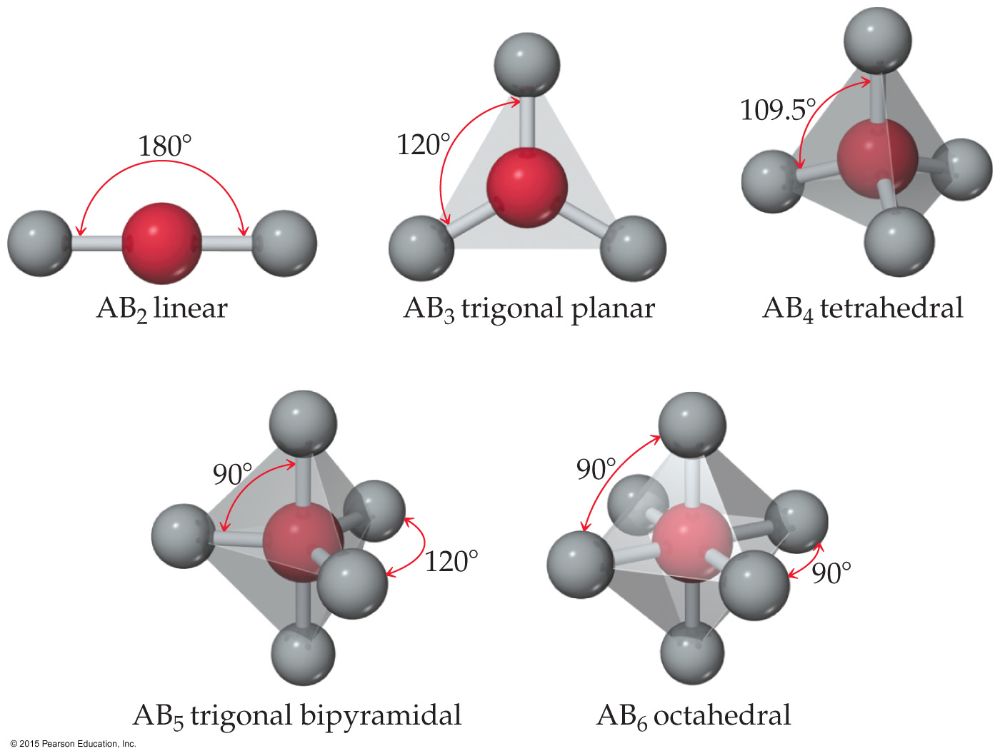 180°
120°
109.5°
AB₂ linear
AB₃ trigonal planar
AB₄ tetrahedral
90°
120°
90°
90°
AB₅ trigonal bipyramidal
AB₆ octahedral
© 2015 Pearson Education, Inc.